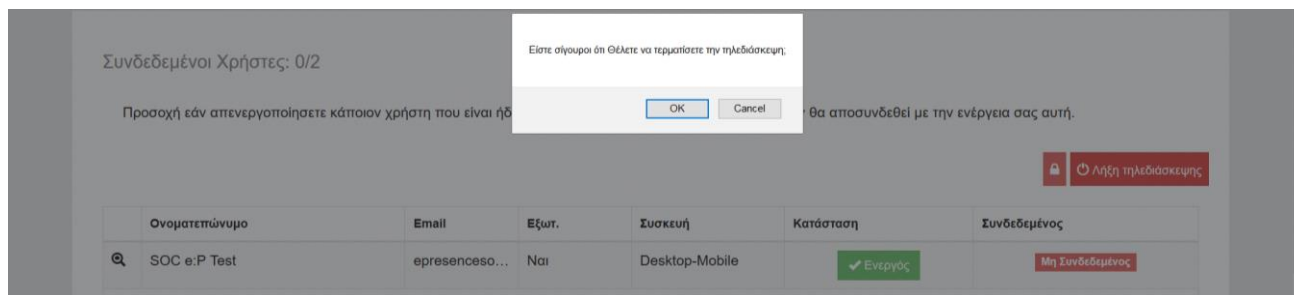 Είστε σίγουροι ότι Θέλετε να τερματίσετε την τηλεδιάσκεψη;
OK Cancel
Συνδεδεμένοι Χρήστες: 0/2
Προσοχή εάν απενεργοποίησετε κάποιον χρήστη που είναι ήδ θα αποσυνδεθεί με την ενέργεια σας αυτή.
Λήξη τηλεδιάσκεψης
Ονοματεπώνυμο Email Εξωτ. Συσκευή Κατάσταση Συνδεδεμένος
SOC e:P Test epresenceso... Ναι Desktop-Mobile Ενεργός Μη Συνδεδεμένος